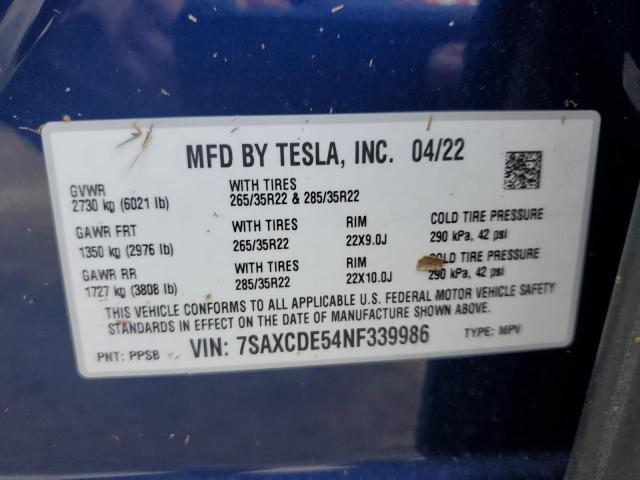 MFD BY TESLA, INC. 04/22
GVWR
2730 kg (6021 lb)
WITH TIRES
265/35R22 & 285/35R22
GAWR FRT
1350 kg (2976 lb)
WITH TIRES
265/35R22
RIM
22X9.0J
COLD TIRE PRESSURE
290 kPa, 42 psi
GAWR RR
1727 kg (3808 lb)
WITH TIRES
285/35R22
RIM
22X10.0J
COLD TIRE PRESSURE
290 kPa, 42 psi
THIS VEHICLE CONFORMS TO ALL APPLICABLE U.S. FEDERAL MOTOR VEHICLE SAFETY
STANDARDS IN EFFECT ON THE DATE OF MANUFACTURE SHOWN ABOVE.
PNT: PPSB
VIN: 7SAXCDE54NF339986
TYPE: MPV